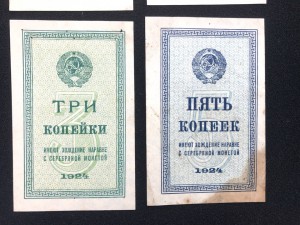 ТРИ
КОПЕЙКИ
ИМЕЮТ ХОЖДЕНИЕ НАРАВНЕ
С СЕРЕБРЯНОЙ МОНЕТОЙ
1924
ПЯТЬ
КОПЕЕК
ИМЕЮТ ХОЖДЕНИЕ НАРАВНЕ
С СЕРЕБРЯНОЙ МОНЕТОЙ
1924